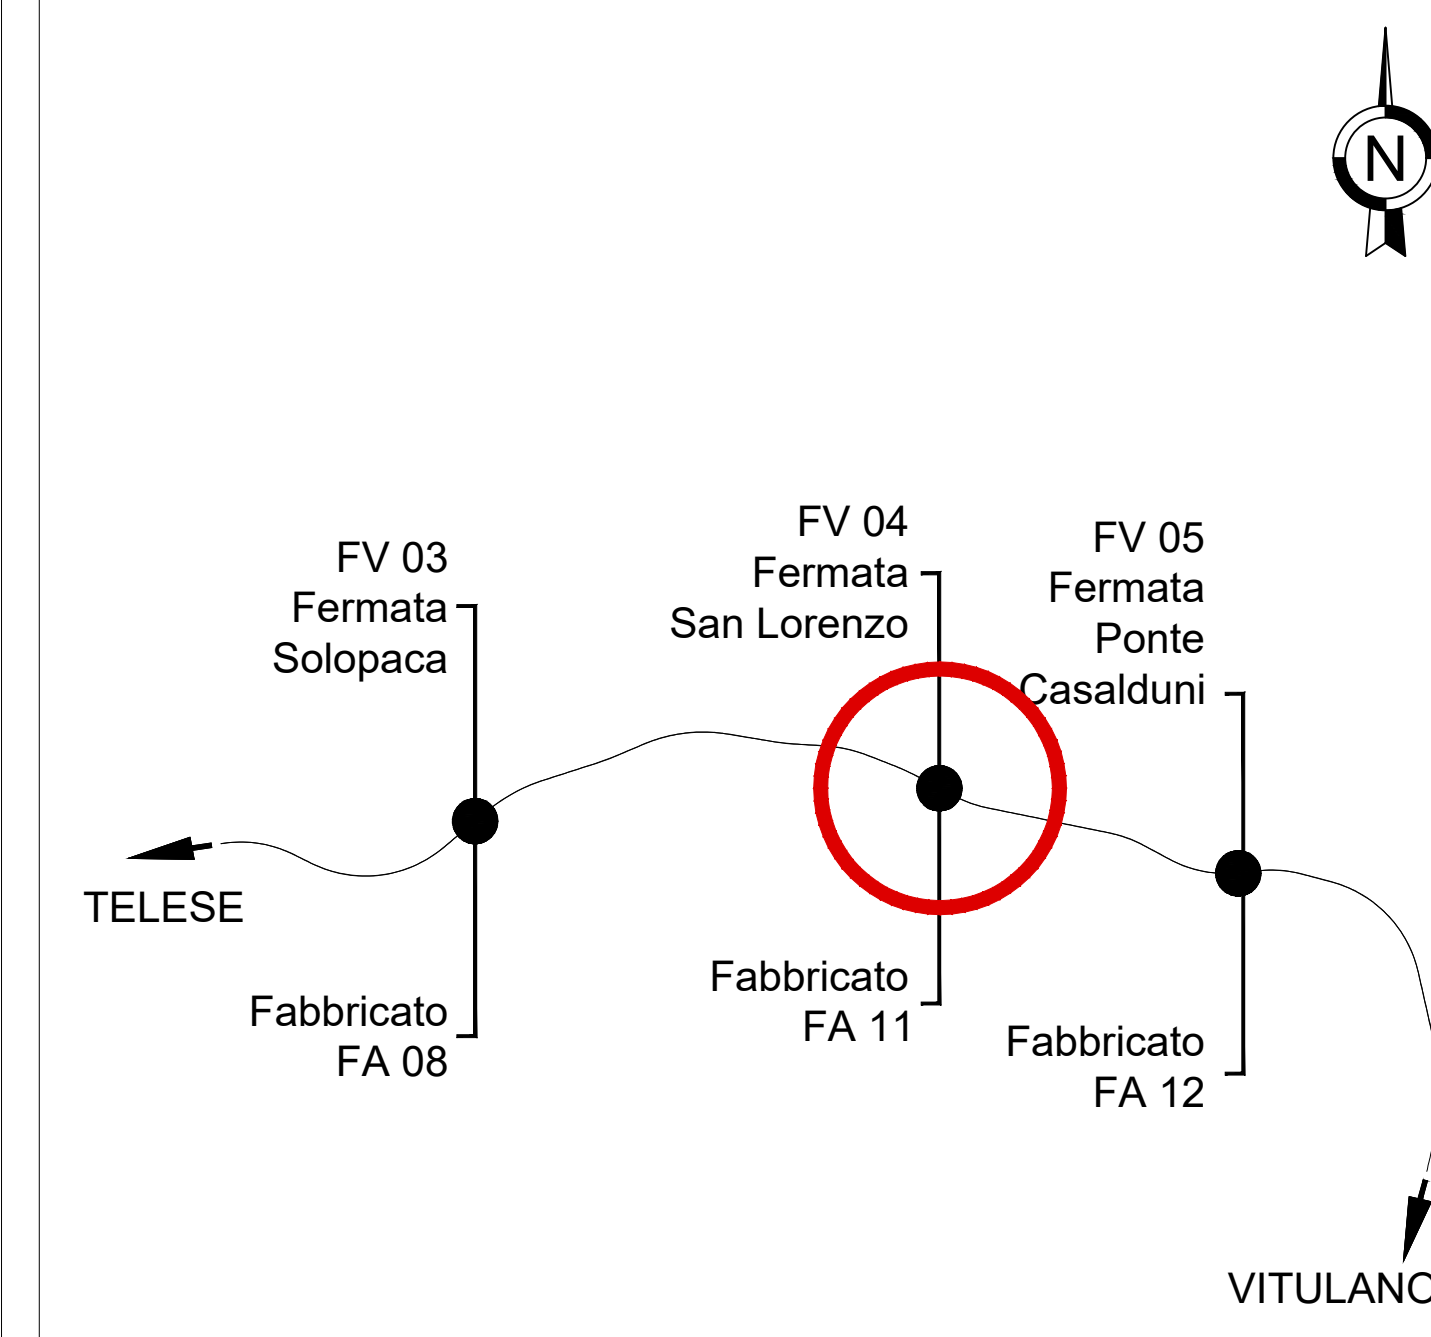 N
FV 03
Fermata
Solopaca
FV 04
Fermata
San Lorenzo
FV 05
Fermata
Ponte
Casalduni
TELESE
Fabbricato
FA 08
Fabbricato
FA 11
Fabbricato
FA 12
VITULANO